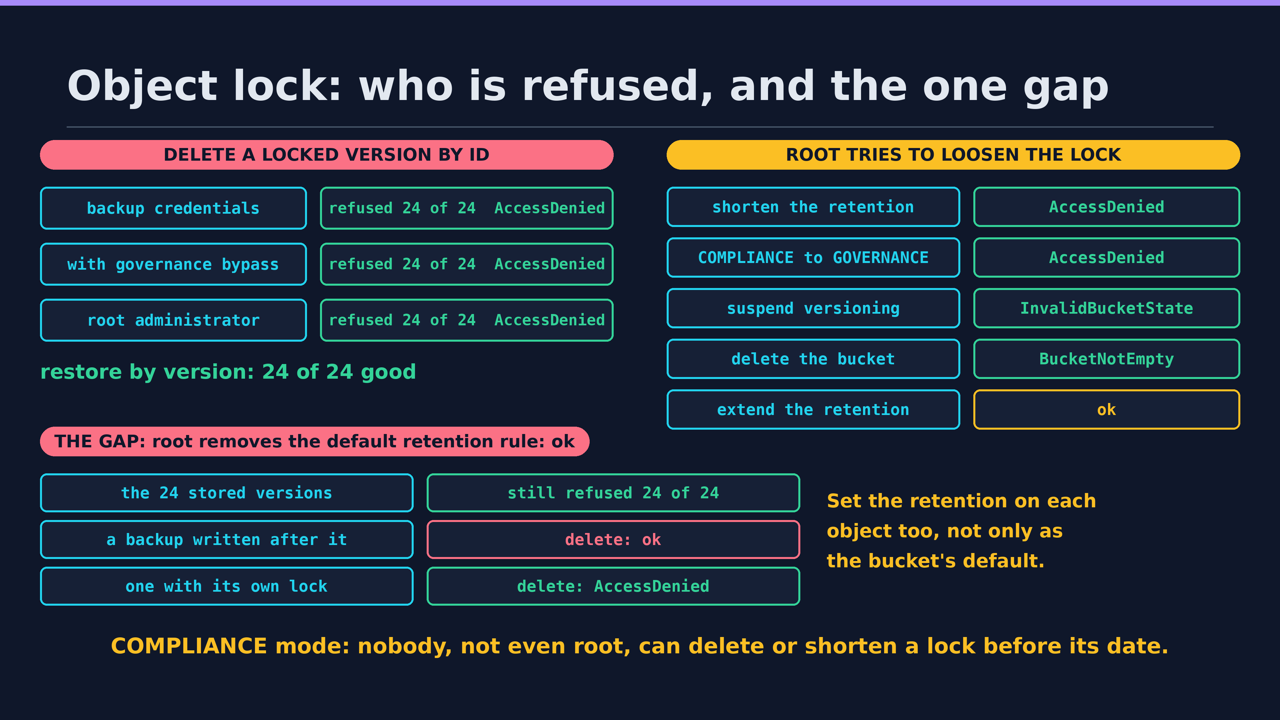 Object lock: who is refused, and the one gap
DELETE A LOCKED VERSION BY ID
backup credentials
refused 24 of 24  AccessDenied
with governance bypass
refused 24 of 24  AccessDenied
root administrator
refused 24 of 24  AccessDenied
restore by version: 24 of 24 good
ROOT TRIES TO LOOSEN THE LOCK
shorten the retention
AccessDenied
COMPLIANCE to GOVERNANCE
AccessDenied
suspend versioning
InvalidBucketState
delete the bucket
BucketNotEmpty
extend the retention
ok
THE GAP: root removes the default retention rule: ok
the 24 stored versions
still refused 24 of 24
a backup written after it
delete: ok
one with its own lock
delete: AccessDenied
Set the retention on each
object too, not only as
the bucket's default.
COMPLIANCE mode: nobody, not even root, can delete or shorten a lock before its date.